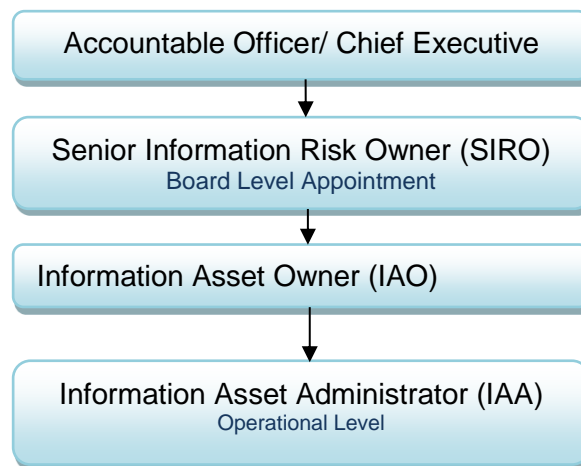 Accountable Officer/ Chief Executive
Senior Information Risk Owner (SIRO)
Board Level Appointment
Information Asset Owner (IAO)
Information Asset Administrator (IAA)
Operational Level